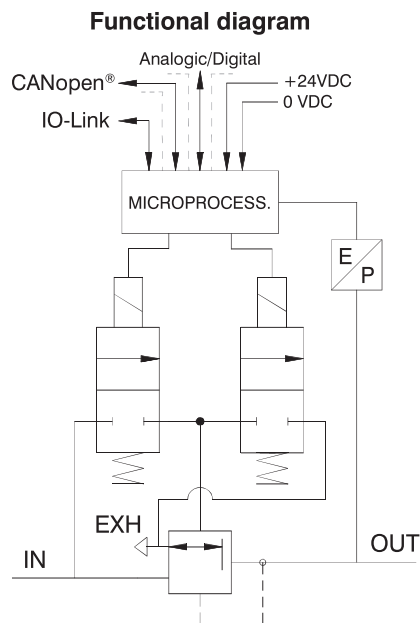 Functional diagram
Analogic/Digital
CANopen®
+24VDC
0 VDC
IO-Link
MICROPROCESS.
E
P
EXH
IN
OUT